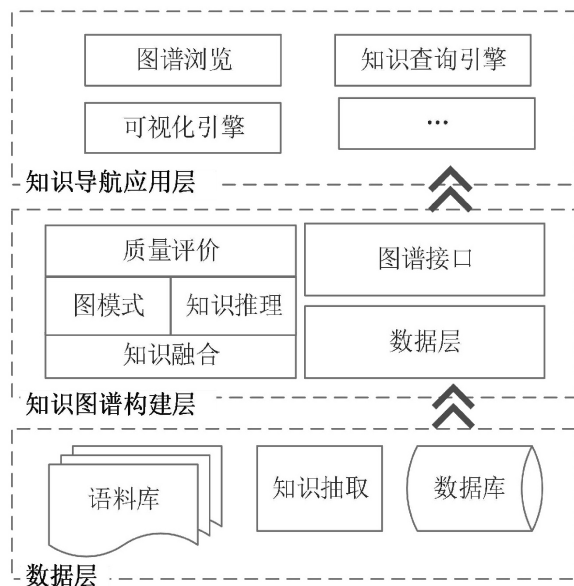 图谱浏览
知识查询引擎
可视化引擎
…
知识导航应用层
质量评价
图谱接口
图模式
知识推理
知识融合
数据层
知识图谱构建层
语料库
知识抽取
数据库
数据层